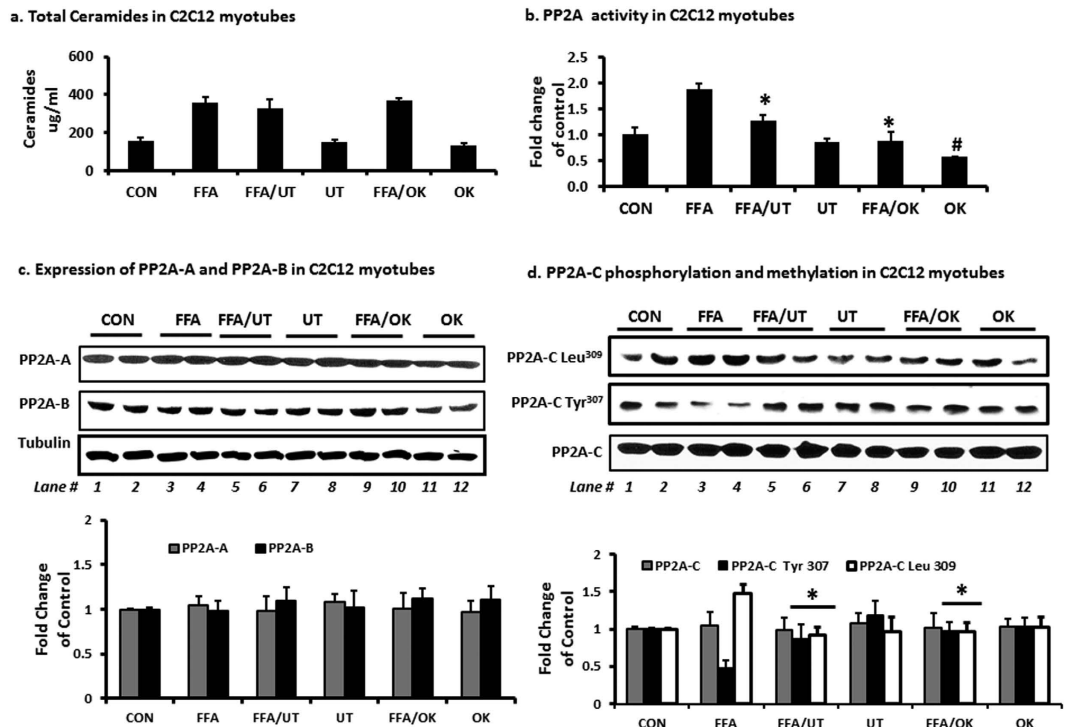 a. Total Ceramides in C2C12 myotubes
Ceramides
ug/ml
600
400
200
0
CON FFA FFA/UT UT FFA/OK OK
b. PP2A activity in C2C12 myotubes
Fold change
of control
2.5
2.0
1.5
1.0
0.5
0.0
* * #
CON FFA FFA/UT UT FFA/OK OK
c. Expression of PP2A-A and PP2A-B in C2C12 myotubes
CON FFA FFA/UT UT FFA/OK OK
PP2A-A
PP2A-B
Tubulin
Lane # 1 2 3 4 5 6 7 8 9 10 11 12
Fold Change
of Control
2
1.5
1
0.5
0
PP2A-A PP2A-B
CON FFA FFA/UT UT FFA/OK OK
d. PP2A-C phosphorylation and methylation in C2C12 myotubes
CON FFA FFA/UT UT FFA/OK OK
PP2A-C Leu³⁰⁹
PP2A-C Tyr³⁰⁷
PP2A-C
Lane # 1 2 3 4 5 6 7 8 9 10 11 12
Fold Change
of Control
2
1.5
1
0.5
0
PP2A-C PP2A-C Tyr 307 PP2A-C Leu 309
* *
CON FFA FFA/UT UT FFA/OK OK